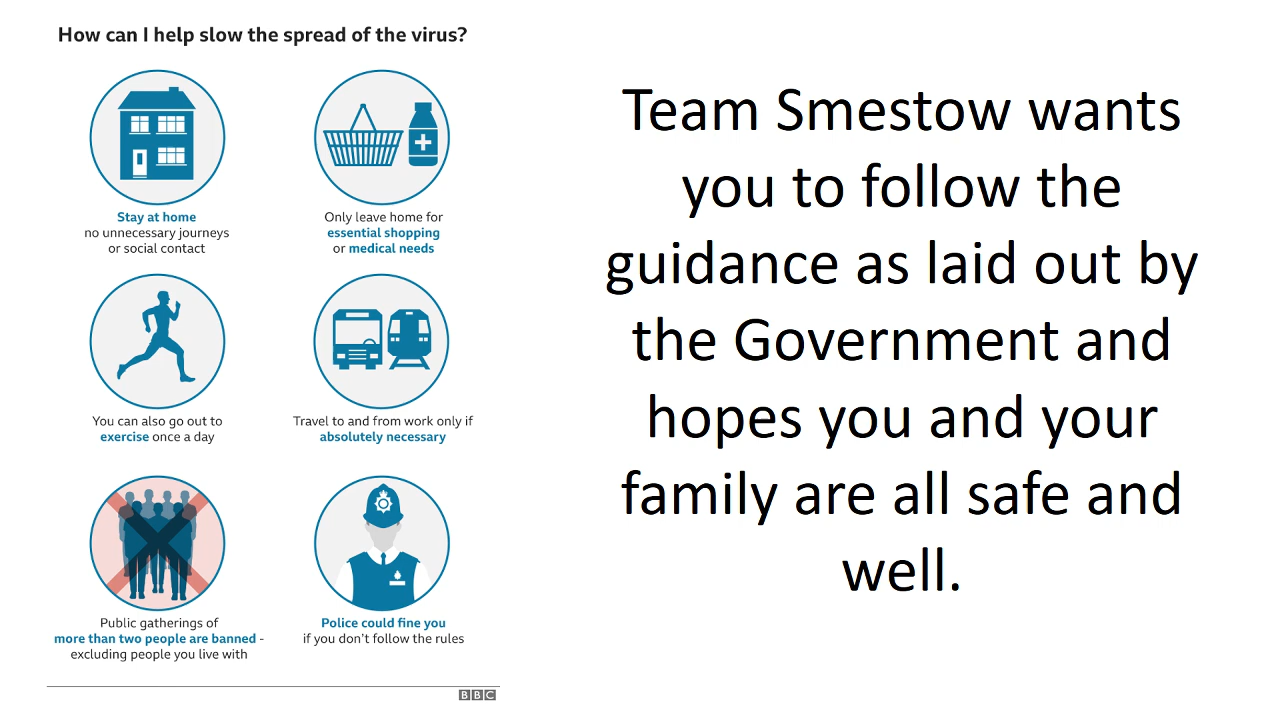 How can I help slow the spread of the virus?
Stay at home
no unnecessary journeys
or social contact
Only leave home for
essential shopping
or medical needs
You can also go out to
exercise once a day
Travel to and from work only if
absolutely necessary
Public gatherings of
more than two people are banned -
excluding people you live with
Police could fine you
if you don't follow the rules
BBC
Team Smestow wants
you to follow the
guidance as laid out by
the Government and
hopes you and your
family are all safe and
well.